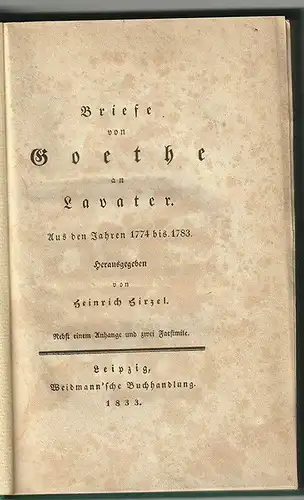 Briefe
von
Goethe
an
Lavater.
Aus den Jahren 1774 bis 1783.
Herausgegeben
von
Heinrich Hirzel.
Nebst einem Anhange und zwei Facsimile.
Leipzig,
Weidmann'sche Buchhandlung.
1833.